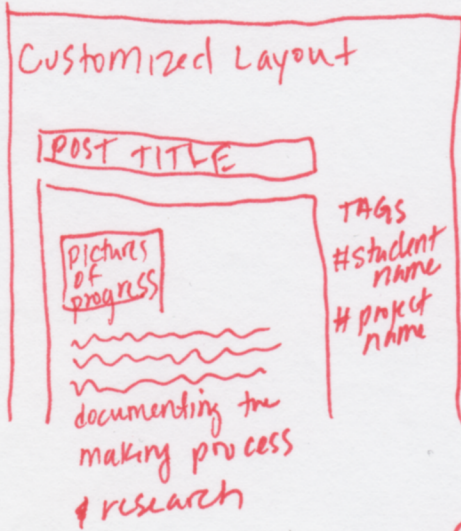 Customized Layout
POST TITLE
pictures
of
progress
TAGS
#student
name
# project
name
documenting the
making process
& research